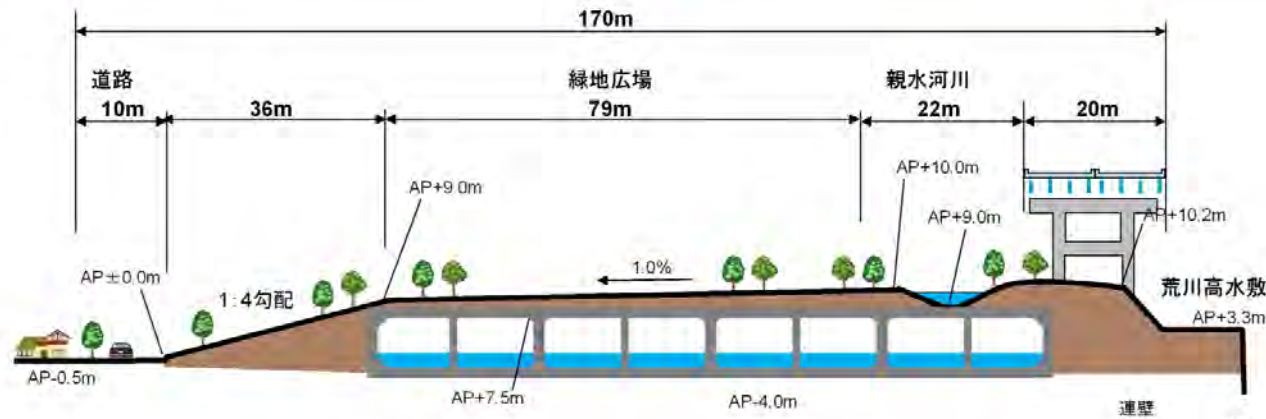 170m
道路
緑地広場
親水河川
10m
36m
79m
22m
20m
AP+9.0m
AP+10.0m
AP+9.0m
AP+10.2m
AP±0.0m
1.0%
1:4勾配
荒川高水敷
AP+3.3m
AP-0.5m
AP+7.5m
AP-4.0m
連壁